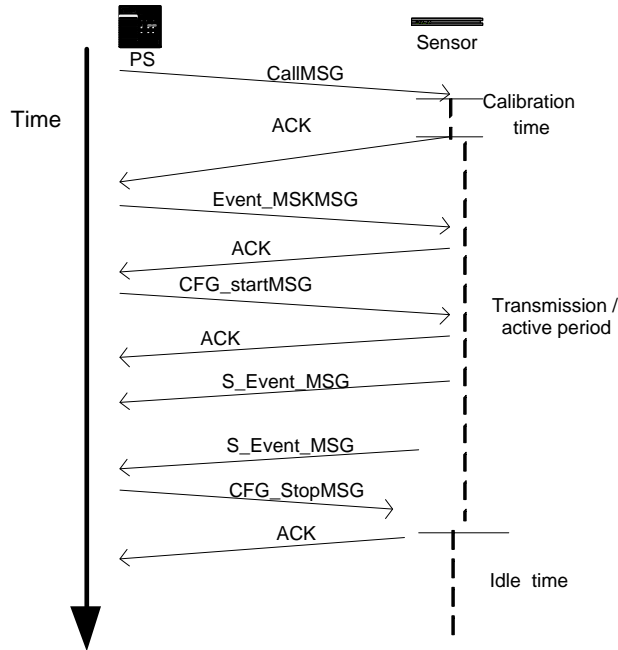 PS
Sensor
CallMSG
Calibration
time
Time
ACK
Event_MSKMSG
ACK
CFG_startMSG
Transmission /
active period
ACK
S_Event_MSG
S_Event_MSG
CFG_StopMSG
ACK
Idle time